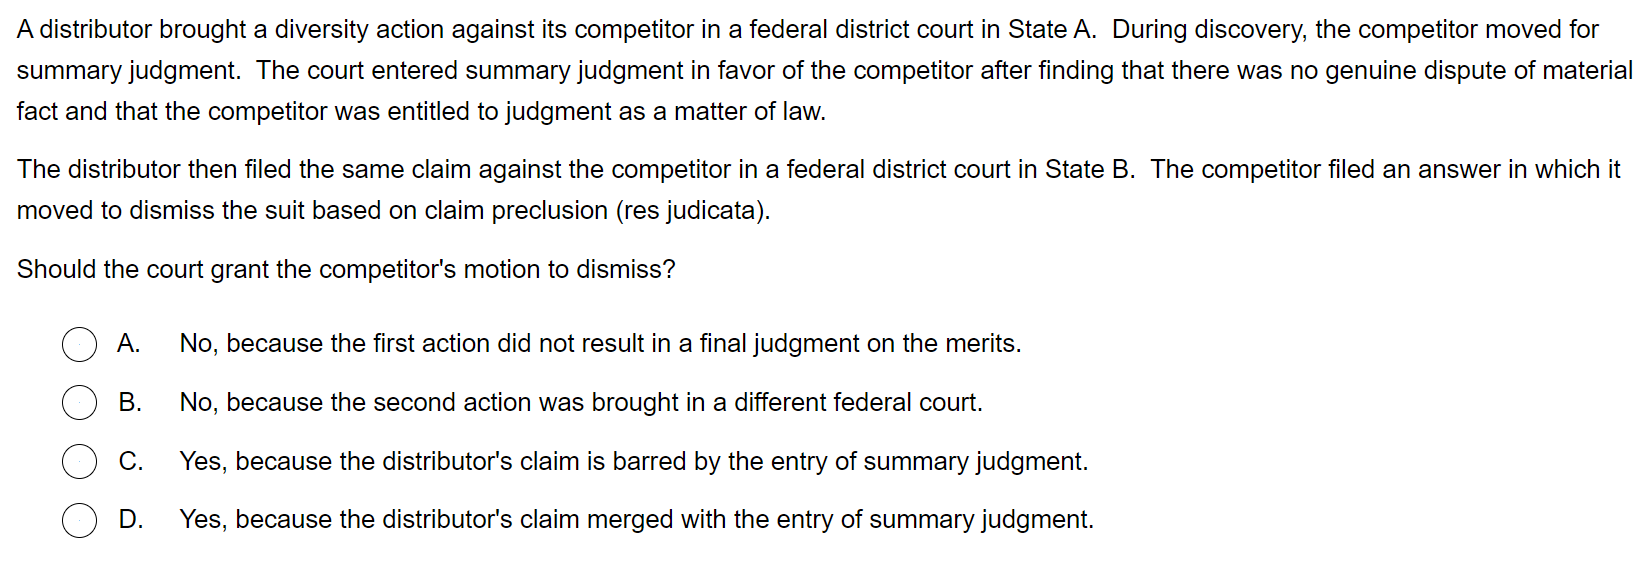 A distributor brought a diversity action against its competitor in a federal district court in State A.  During discovery, the competitor moved for
summary judgment.  The court entered summary judgment in favor of the competitor after finding that there was no genuine dispute of material
fact and that the competitor was entitled to judgment as a matter of law.
The distributor then filed the same claim against the competitor in a federal district court in State B.  The competitor filed an answer in which it
moved to dismiss the suit based on claim preclusion (res judicata).
Should the court grant the competitor's motion to dismiss?
A. No, because the first action did not result in a final judgment on the merits.
B. No, because the second action was brought in a different federal court.
C. Yes, because the distributor's claim is barred by the entry of summary judgment.
D. Yes, because the distributor's claim merged with the entry of summary judgment.